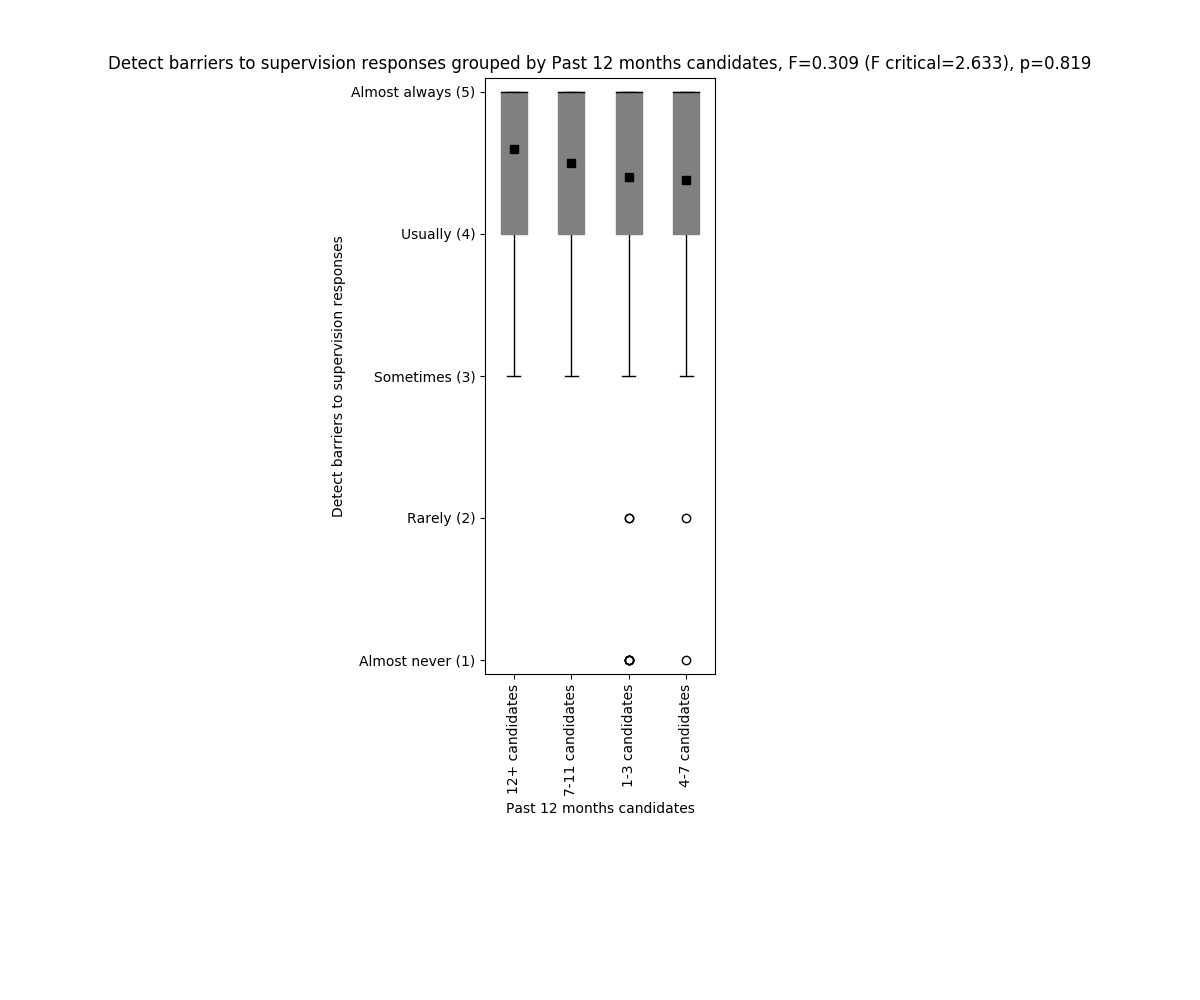 Detect barriers to supervision responses grouped by Past 12 months candidates, F=0.309 (F critical=2.633), p=0.819
Almost always (5)
Usually (4)
Sometimes (3)
Rarely (2)
Almost never (1)
Detect barriers to supervision responses
12+ candidates
7-11 candidates
1-3 candidates
4-7 candidates
Past 12 months candidates